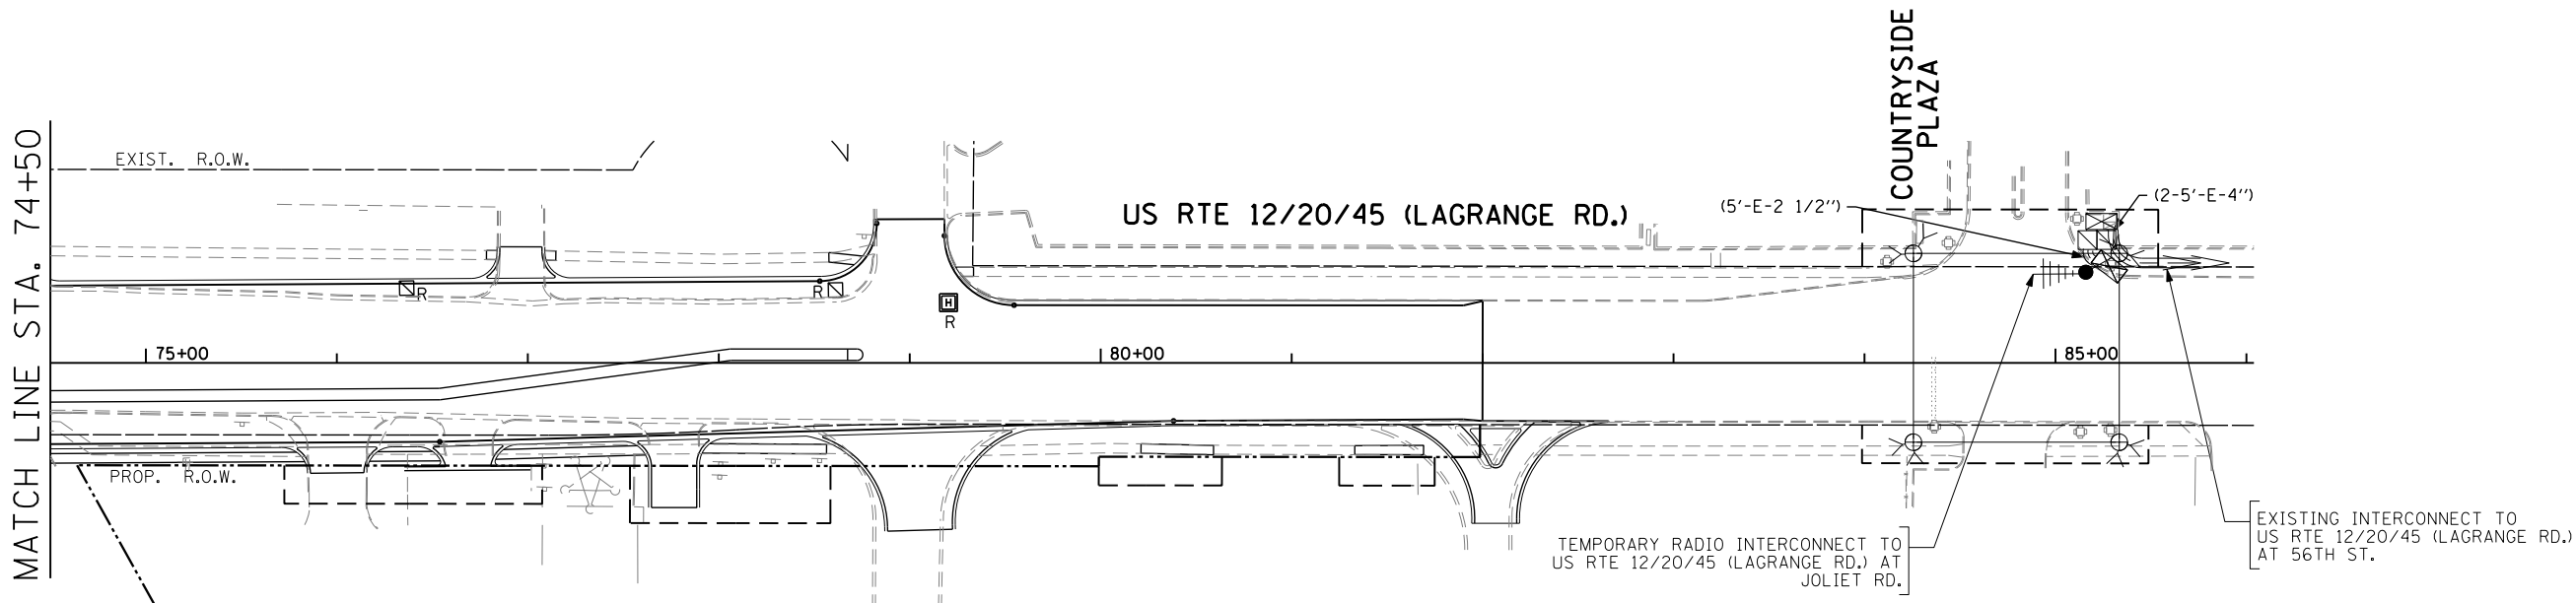 MATCH LINE STA. 74+50
EXIST. R.O.W.
US RTE 12/20/45 (LAGRANGE RD.)
COUNTRYSIDE
PLAZA
(5'-E-2 1/2'')
(2-5'-E-4'')
R
R
H
R
75+00
80+00
85+00
PROP. R.O.W.
TEMPORARY RADIO INTERCONNECT TO
US RTE 12/20/45 (LAGRANGE RD.) AT
JOLIET RD.
EXISTING INTERCONNECT TO
US RTE 12/20/45 (LAGRANGE RD.)
AT 56TH ST.